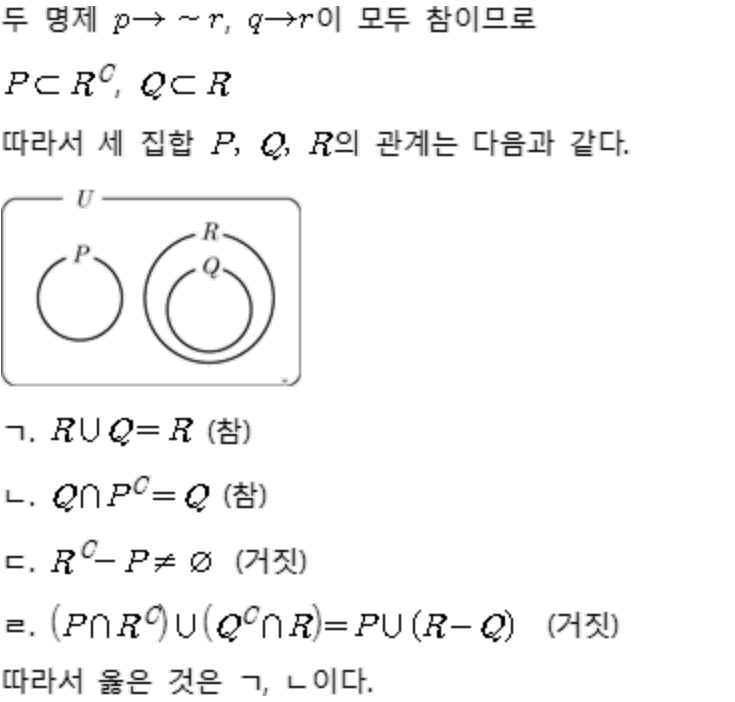 두 명제 p→ ~r, q→r이 모두 참이므로
P⊂R^C, Q⊂R
따라서 세 집합 P, Q, R의 관계는 다음과 같다.
U
R
P
Q
ㄱ. R∪Q=R (참)
ㄴ. Q∩P^C=Q (참)
ㄷ. R^C-P≠∅ (거짓)
ㄹ. (P∩R^C)∪(Q^C∩R)=P∪(R-Q) (거짓)
따라서 옳은 것은 ㄱ, ㄴ이다.